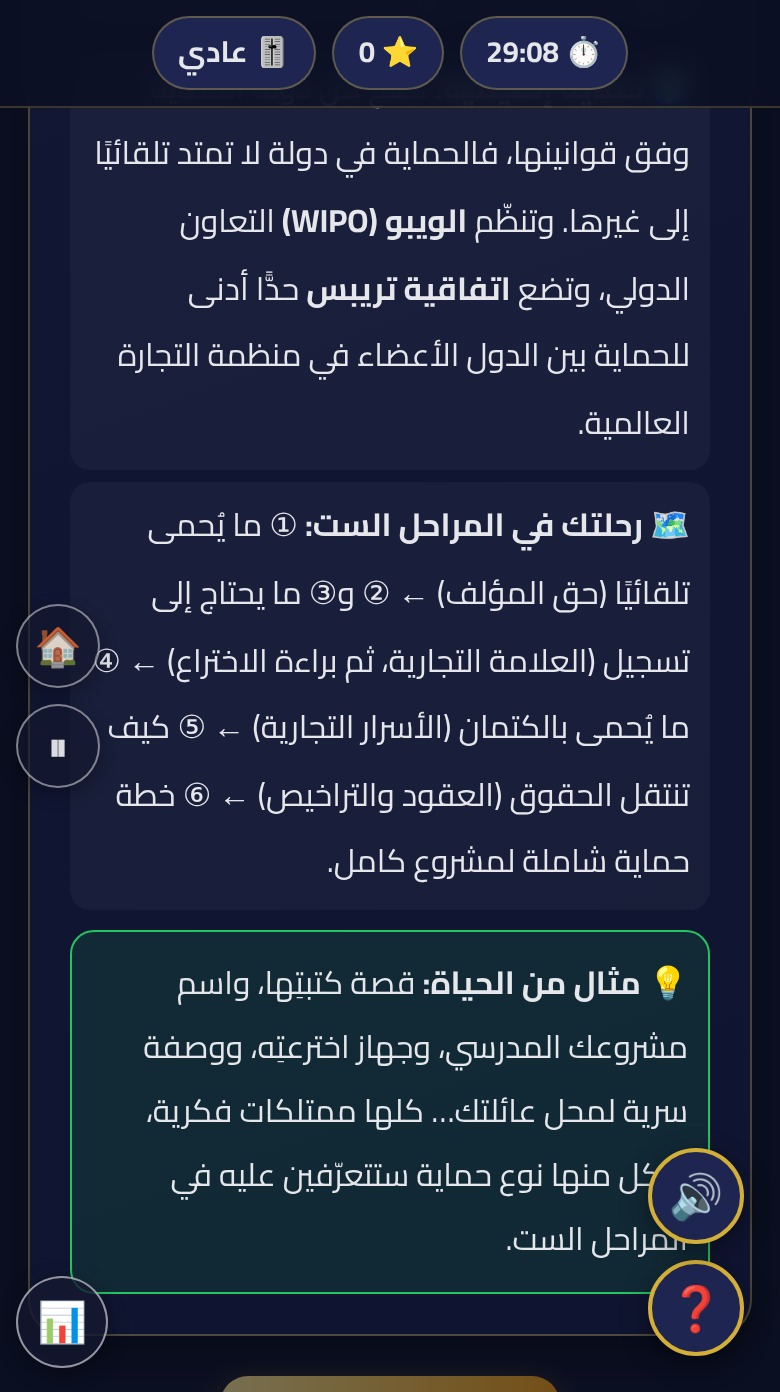 ⏱️ 29:08
⭐ 0
🎚️ عادي
وفق قوانينها، فالحماية في دولة لا تمتد تلقائيًا
إلى غيرها. وتنظّم الويبو (WIPO) التعاون
الدولي، وتضع اتفاقية تريبس حدًّا أدنى
للحماية بين الدول الأعضاء في منظمة التجارة
العالمية.
🗺️ رحلتك في المراحل الست: ① ما يُحمى
تلقائيًا (حق المؤلف) ← ② و③ ما يحتاج إلى
تسجيل (العلامة التجارية، ثم براءة الاختراع) ← ④
ما يُحمى بالكتمان (الأسرار التجارية) ← ⑤ كيف
تنتقل الحقوق (العقود والتراخيص) ← ⑥ خطة
حماية شاملة لمشروع كامل.
💡 مثال من الحياة: قصة كتبتِها، واسم
مشروعك المدرسي، وجهاز اخترعتِه، ووصفة
سرية لمحل عائلتك... كلها ممتلكات فكرية،
كل منها نوع حماية ستتعرّفين عليه في
المراحل الست.